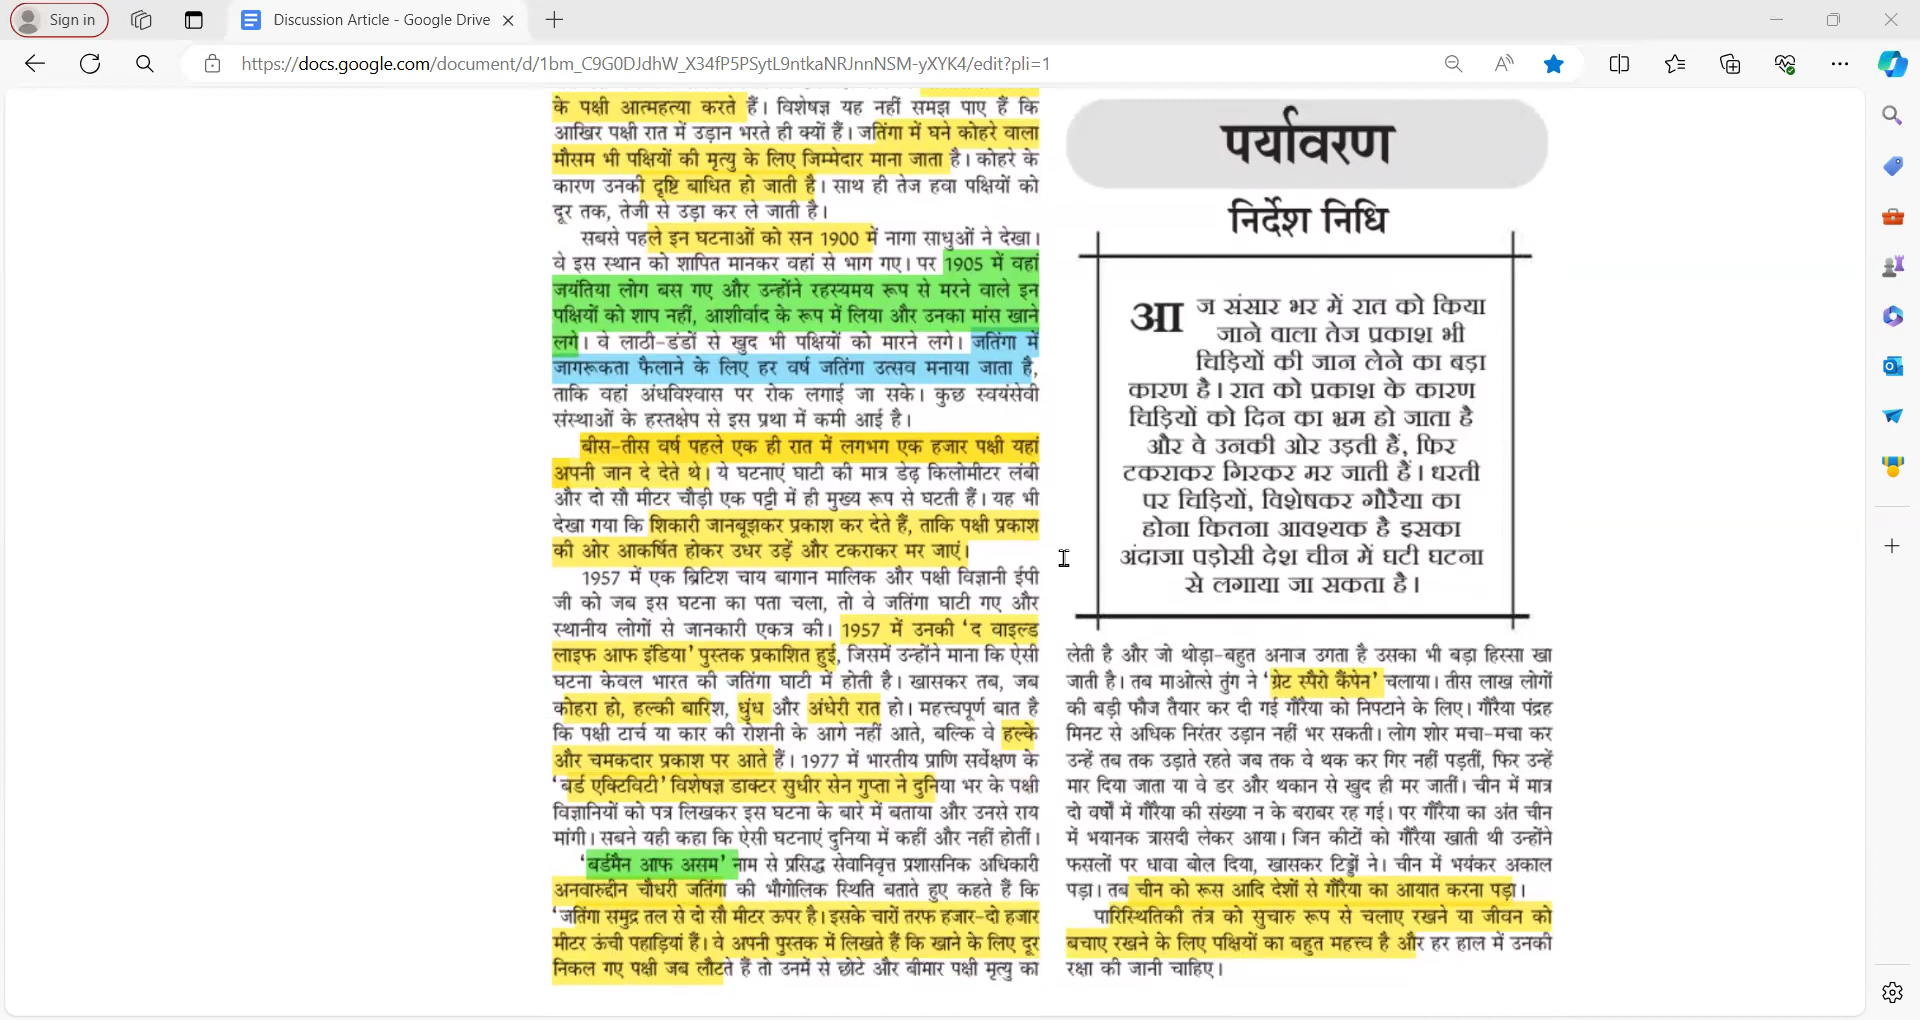 Sign in
Discussion Article - Google Drive
https://docs.google.com/document/d/1bm_C9G0DJdhW_X34fP5PSytL9ntkaNRJnnNSM-yXYK4/edit?pli=1
के पक्षी आत्महत्या करते हैं। विशेषज्ञ यह नहीं समझ पाए हैं कि
आखिर पक्षी रात में उड़ान भरते ही क्यों हैं। जतिंगा में घने कोहरे वाला
मौसम भी पक्षियों की मृत्यु के लिए जिम्मेदार माना जाता है। कोहरे के
कारण उनकी दृष्टि बाधित हो जाती है। साथ ही तेज हवा पक्षियों को
दूर तक, तेजी से उड़ा कर ले जाती है।
सबसे पहले इन घटनाओं को सन 1900 में नागा साधुओं ने देखा।
वे इस स्थान को शापित मानकर वहां से भाग गए। पर 1905 में वहां
जयंतिया लोग बस गए और उन्होंने रहस्यमय रूप से मरने वाले इन
पक्षियों को शाप नहीं, आशीर्वाद के रूप में लिया और उनका मांस खाने
लगे। वे लाठी-डंडों से खुद भी पक्षियों को मारने लगे। जतिंगा में
जागरूकता फैलाने के लिए हर वर्ष जतिंगा उत्सव मनाया जाता है,
ताकि वहां अंधविश्वास पर रोक लगाई जा सके। कुछ स्वयंसेवी
संस्थाओं के हस्तक्षेप से इस प्रथा में कमी आई है।
बीस-तीस वर्ष पहले एक ही रात में लगभग एक हजार पक्षी यहां
अपनी जान दे देते थे। ये घटनाएं घाटी की मात्र डेढ़ किलोमीटर लंबी
और दो सौ मीटर चौड़ी एक पट्टी में ही मुख्य रूप से घटती हैं। यह भी
देखा गया कि शिकारी जानबूझकर प्रकाश कर देते हैं, ताकि पक्षी प्रकाश
की ओर आकर्षित होकर उधर उड़ें और टकराकर मर जाएं।
1957 में एक ब्रिटिश चाय बागान मालिक और पक्षी विज्ञानी ईपी
जी को जब इस घटना का पता चला, तो वे जतिंगा घाटी गए और
स्थानीय लोगों से जानकारी एकत्र की। 1957 में उनकी 'द वाइल्ड
लाइफ आफ इंडिया' पुस्तक प्रकाशित हुई, जिसमें उन्होंने माना कि ऐसी
घटना केवल भारत की जतिंगा घाटी में होती है। खासकर तब, जब
कोहरा हो, हल्की बारिश, धुंध और अंधेरी रात हो। महत्त्वपूर्ण बात है
कि पक्षी टार्च या कार की रोशनी के आगे नहीं आते, बल्कि वे हल्के
और चमकदार प्रकाश पर आते हैं। 1977 में भारतीय प्राणि सर्वेक्षण के
'बर्ड एक्टिविटी' विशेषज्ञ डाक्टर सुधीर सेन गुप्ता ने दुनिया भर के पक्षी
विज्ञानियों को पत्र लिखकर इस घटना के बारे में बताया और उनसे राय
मांगी। सबने यही कहा कि ऐसी घटनाएं दुनिया में कहीं और नहीं होतीं।
'बर्डमैन आफ असम' नाम से प्रसिद्ध सेवानिवृत्त प्रशासनिक अधिकारी
अनवारुद्दीन चौधरी जतिंगा की भौगोलिक स्थिति बताते हुए कहते हैं कि
'जतिंगा समुद्र तल से दो सौ मीटर ऊपर है। इसके चारों तरफ हजार-दो हजार
मीटर ऊंची पहाड़ियां हैं। वे अपनी पुस्तक में लिखते हैं कि खाने के लिए दूर
निकल गए पक्षी जब लौटते हैं तो उनमें से छोटे और बीमार पक्षी मृत्यु का
पर्यावरण
निर्देश निधि
आज संसार भर में रात को किया
जाने वाला तेज प्रकाश भी
चिड़ियों की जान लेने का बड़ा
कारण है। रात को प्रकाश के कारण
चिड़ियों को दिन का भ्रम हो जाता है
और वे उनकी ओर उड़ती हैं, फिर
टकराकर गिरकर मर जाती हैं। धरती
पर चिड़ियों, विशेषकर गौरैया का
होना कितना आवश्यक है इसका
अंदाजा पड़ोसी देश चीन में घटी घटना
से लगाया जा सकता है।
लेती है और जो थोड़ा-बहुत अनाज उगता है उसका भी बड़ा हिस्सा खा
जाती है। तब माओत्से तुंग ने 'ग्रेट स्पैरो कैंपेन' चलाया। तीस लाख लोगों
की बड़ी फौज तैयार कर दी गई गौरैया को निपटाने के लिए। गौरैया पंद्रह
मिनट से अधिक निरंतर उड़ान नहीं भर सकती। लोग शोर मचा-मचा कर
उन्हें तब तक उड़ाते रहते जब तक वे थक कर गिर नहीं पड़तीं, फिर उन्हें
मार दिया जाता या वे डर और थकान से खुद ही मर जातीं। चीन में मात्र
दो वर्षों में गौरैया की संख्या न के बराबर रह गई। पर गौरैया का अंत चीन
में भयानक त्रासदी लेकर आया। जिन कीटों को गौरैया खाती थी उन्होंने
फसलों पर धावा बोल दिया, खासकर टिड्डों ने। चीन में भयंकर अकाल
पड़ा। तब चीन को रूस आदि देशों से गौरैया का आयात करना पड़ा।
पारिस्थितिकी तंत्र को सुचारु रूप से चलाए रखने या जीवन को
बचाए रखने के लिए पक्षियों का बहुत महत्त्व है और हर हाल में उनकी
रक्षा की जानी चाहिए।